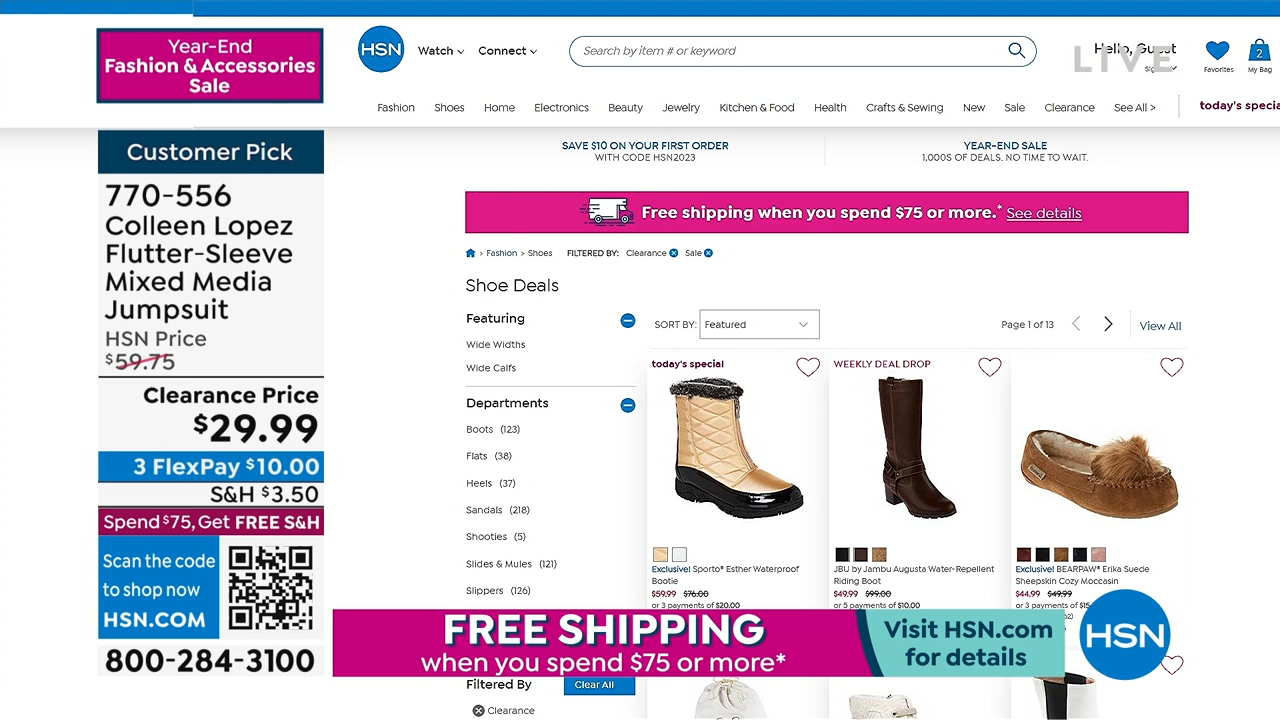 Year-End
Fashion & Accessories
Sale
Customer Pick
770-556
Colleen Lopez
Flutter-Sleeve
Mixed Media
Jumpsuit
HSN Price
$59.75
Clearance Price
$29.99
3 FlexPay $10.00
S&H $3.50
Spend $75, Get FREE S&H
Scan the code
to shop now
HSN.COM
800-284-3100
HSN
Watch
Connect
Search by item # or keyword
Hello, Guest
LIVE
Favorites
2
My Bag
Fashion Shoes Home Electronics Beauty Jewelry Kitchen & Food Health Crafts & Sewing New Sale Clearance See All >
today's specia
SAVE $10 ON YOUR FIRST ORDER
WITH CODE HSN2023
YEAR-END SALE
1,000S OF DEALS. NO TIME TO WAIT.
Free shipping when you spend $75 or more.* See details
> Fashion > Shoes FILTERED BY: Clearance Sale
Shoe Deals
Featuring
Wide Widths
Wide Calfs
Departments
Boots (123)
Flats (38)
Heels (37)
Sandals (218)
Shooties (5)
Slides & Mules (121)
Slippers (126)
SORT BY: Featured
Page 1 of 13
View All
today's special
Exclusive! Sporto® Esther Waterproof
Bootie
$59.99 $76.00
or 3 payments of $20.00
WEEKLY DEAL DROP
JBU by Jambu Augusta Water-Repellent
Riding Boot
$49.99 $99.00
or 5 payments of $10.00
Exclusive! BEARPAW® Erika Suede
Sheepskin Cozy Moccasin
$44.99 $49.99
or 3 payments of $15
FREE SHIPPING
when you spend $75 or more*
Visit HSN.com
for details
HSN
Filtered By
Clear All
Clearance